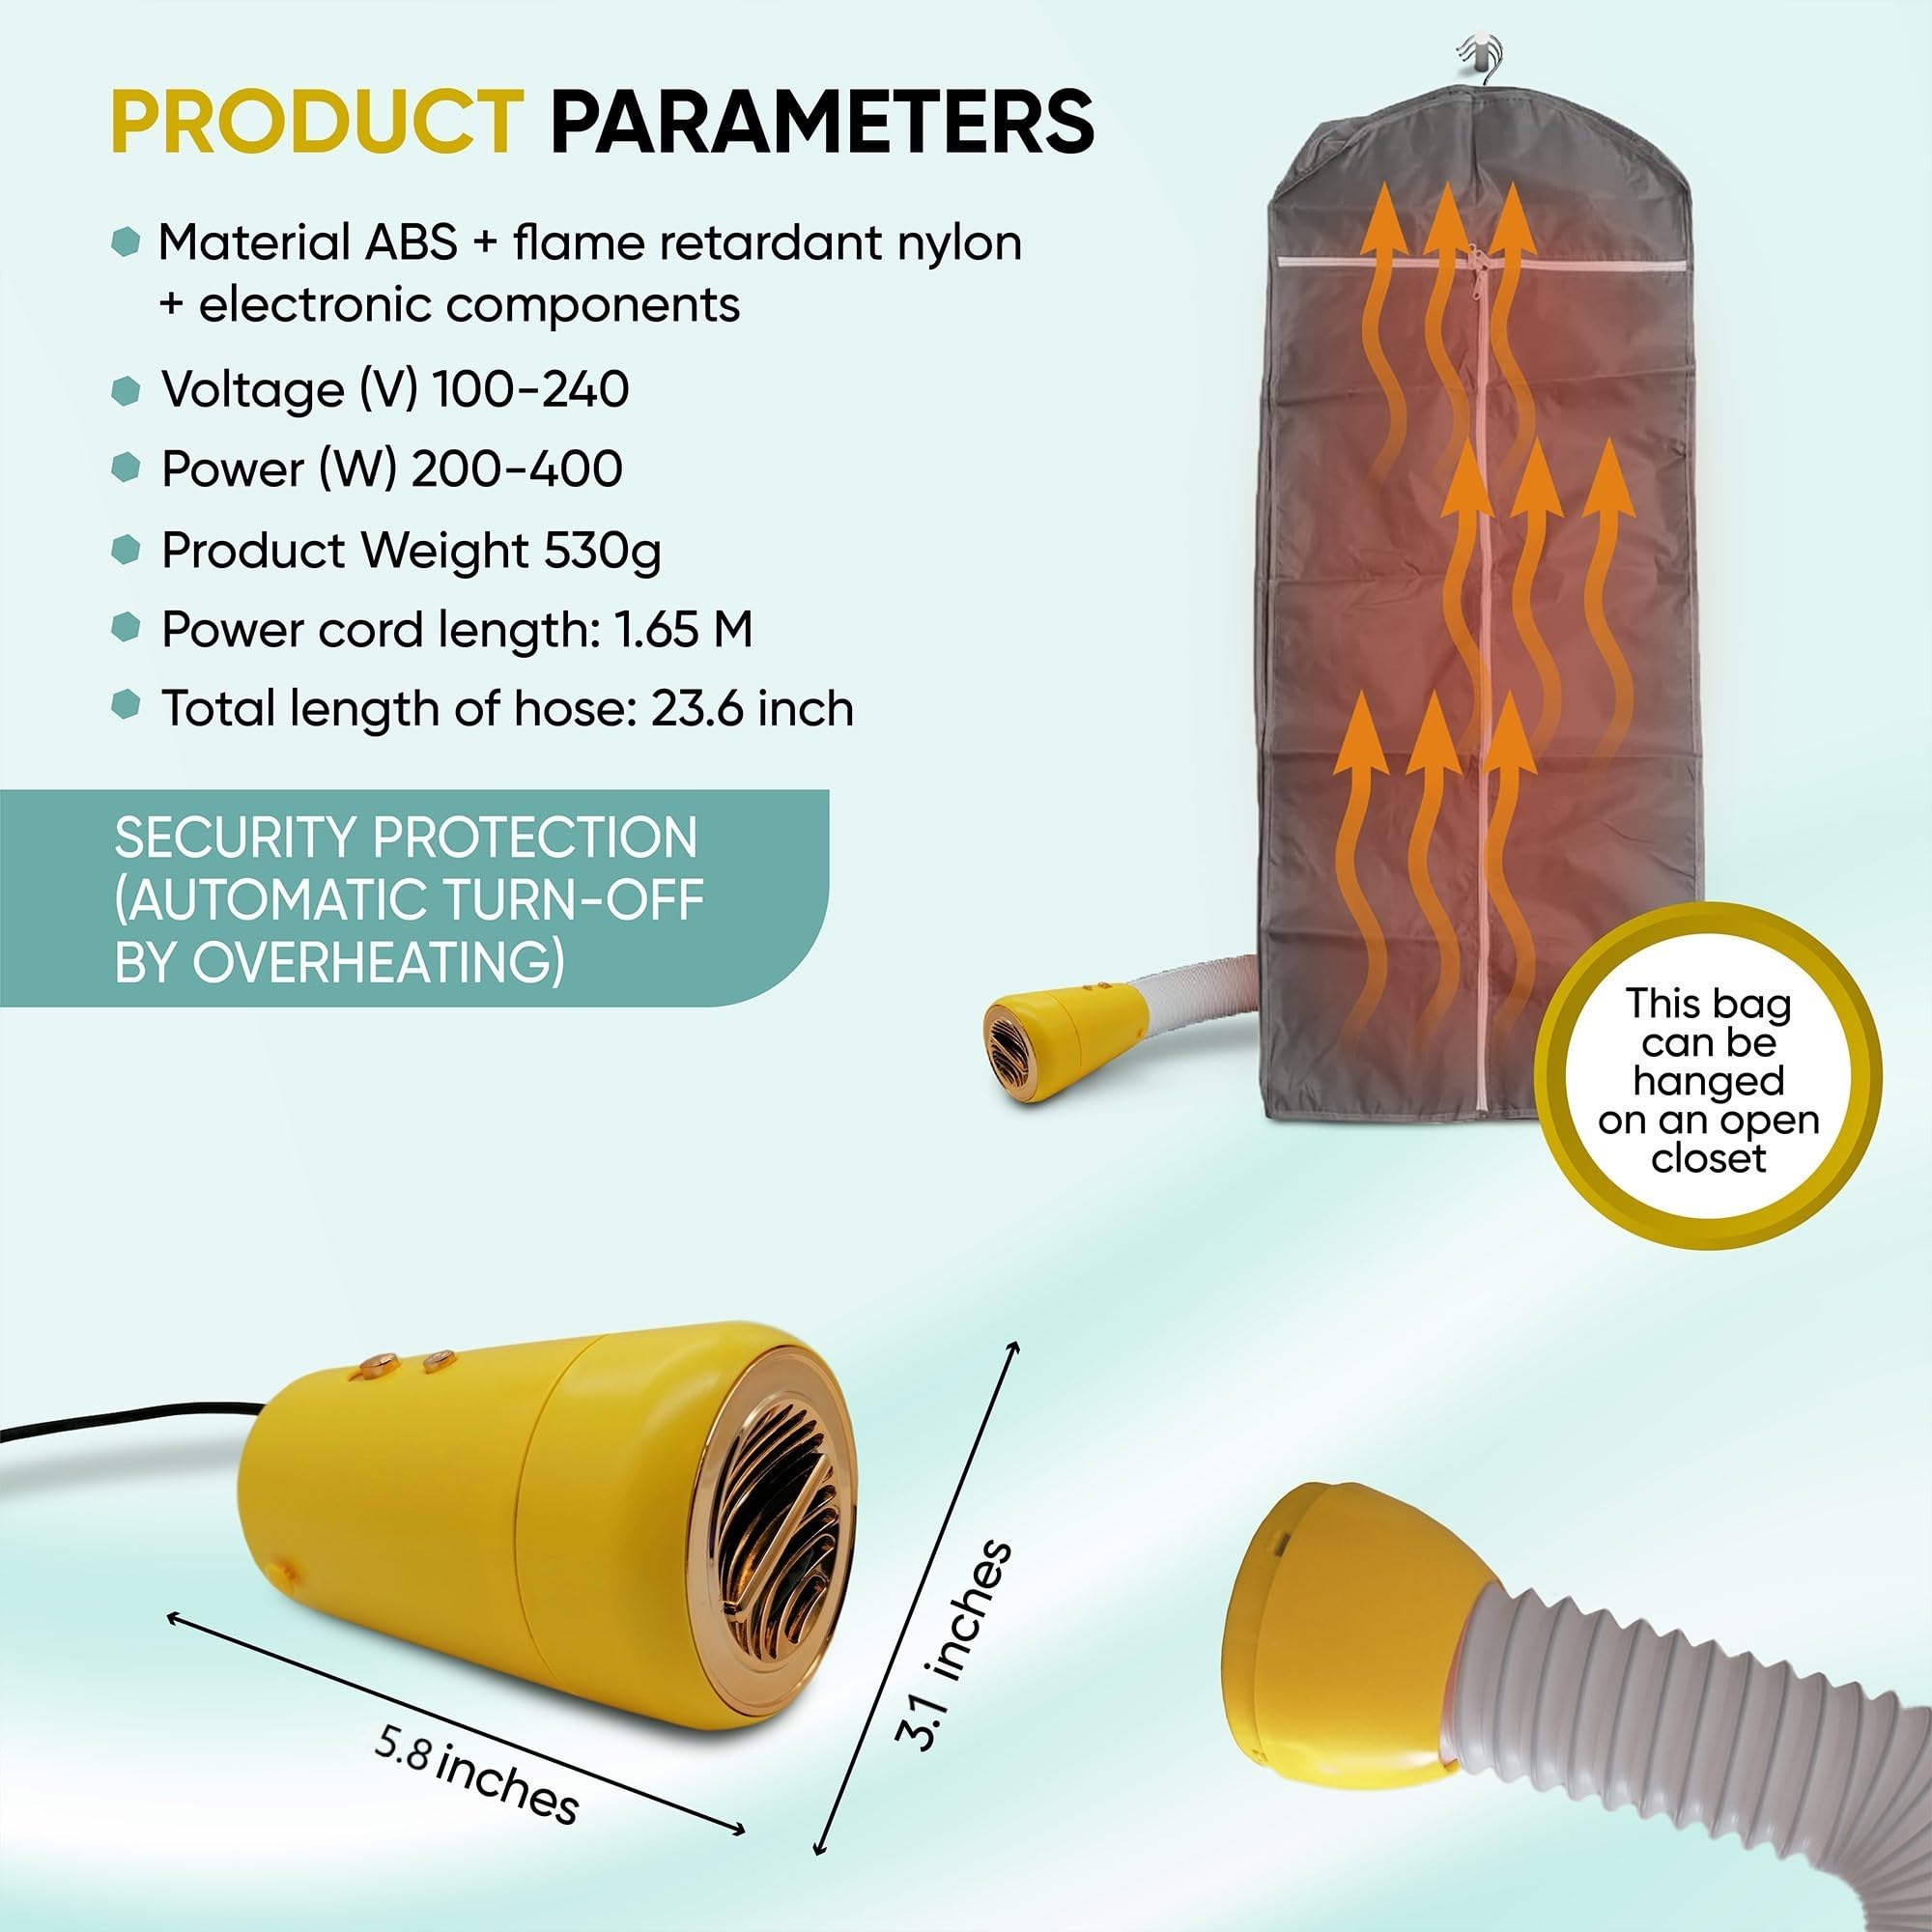 PRODUCT PARAMETERS
Material ABS + flame retardant nylon
+ electronic components
Voltage (V) 100-240
Power (W) 200-400
Product Weight 530g
Power cord length: 1.65 M
Total length of hose: 23.6 inch
SECURITY PROTECTION
(AUTOMATIC TURN-OFF
BY OVERHEATING)
This bag
can be
hanged
on an open
closet
5.8 inches
3.1 inches